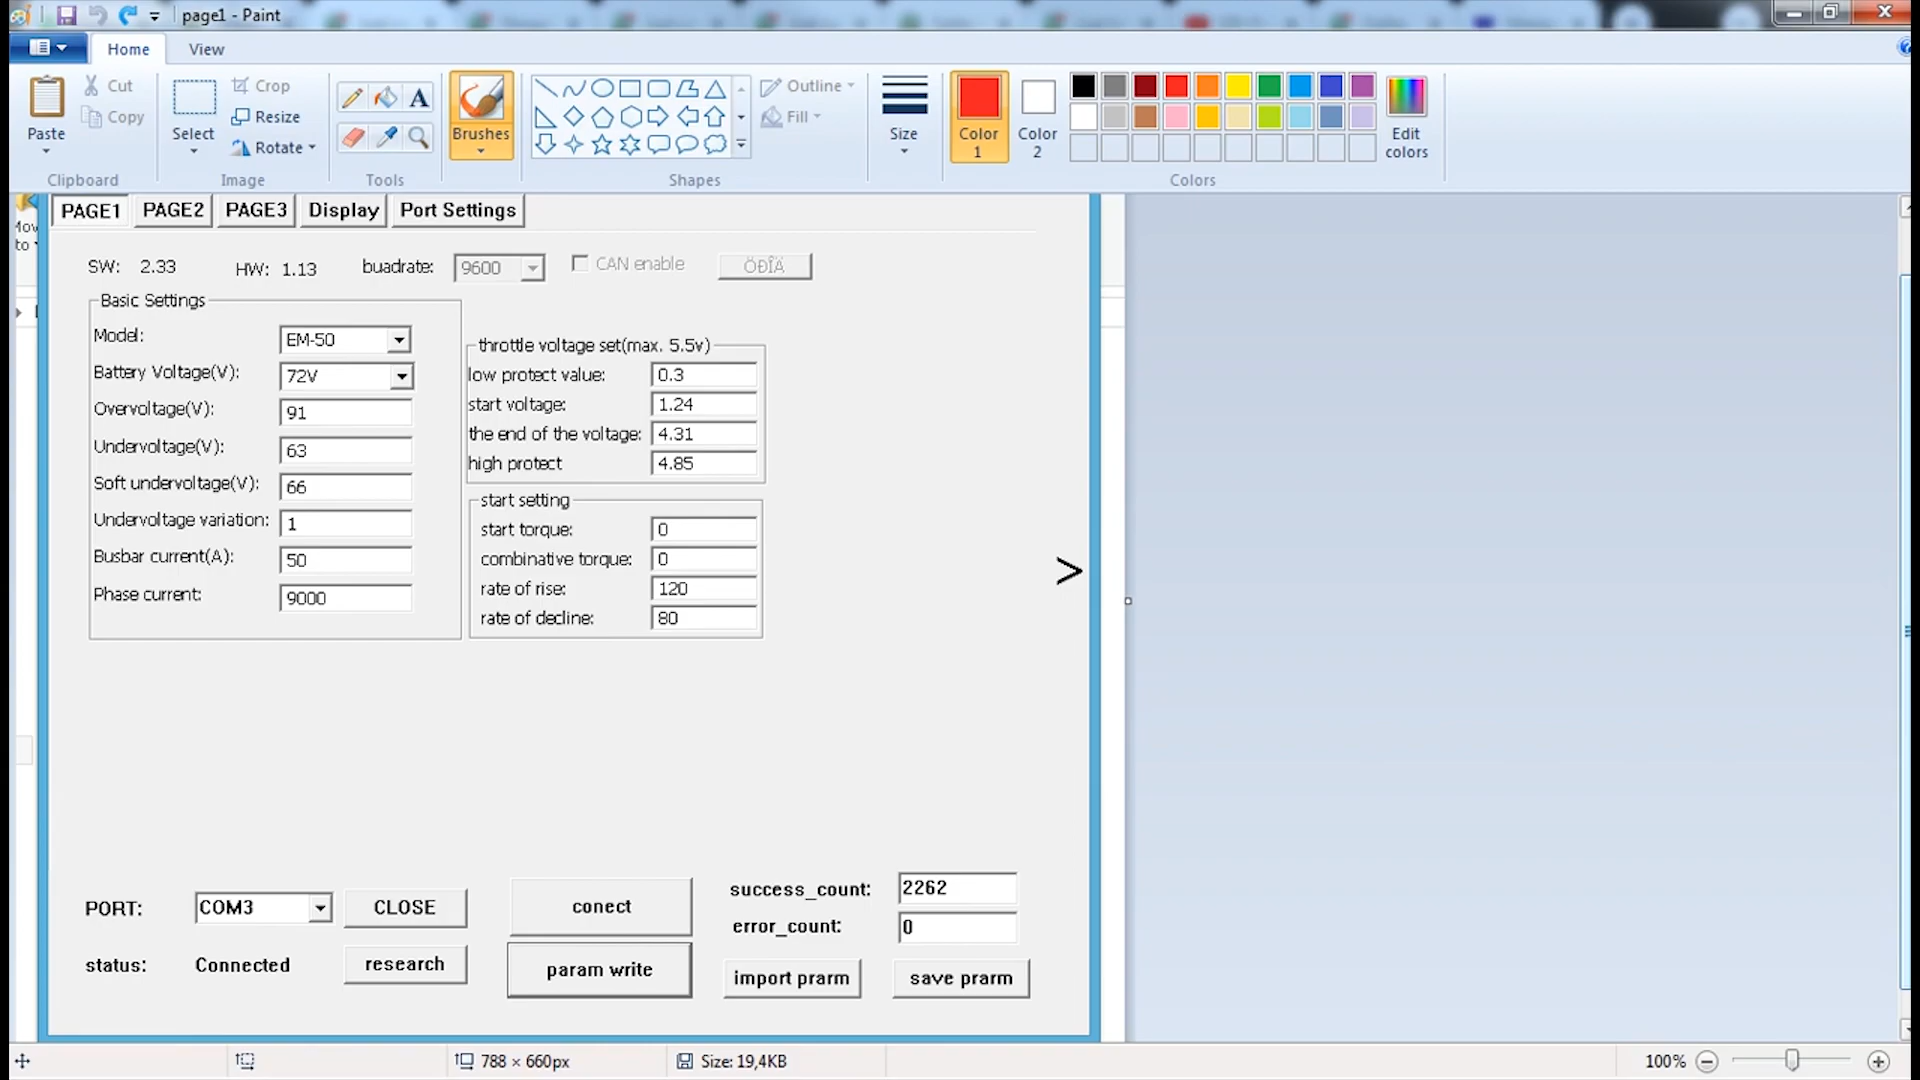 page1 - Paint
Home View
Paste Cut Copy
Clipboard
Select Crop Resize Rotate
Image
A
Tools
Brushes
Outline Fill
Shapes
Size
Color 1
Color 2
Edit colors
Colors
to
PAGE1 PAGE2 PAGE3 Display Port Settings
SW: 2.33 HW: 1.13 buadrate: 9600 CAN enable ÖÐÎÄ
Basic Settings
Model: EM-50
Battery Voltage(V): 72V
Overvoltage(V): 91
Undervoltage(V): 63
Soft undervoltage(V): 66
Undervoltage variation: 1
Busbar current(A): 50
Phase current: 9000
throttle voltage set(max. 5.5v)
low protect value: 0.3
start voltage: 1.24
the end of the voltage: 4.31
high protect 4.85
start setting
start torque: 0
combinative torque: 0
rate of rise: 120
rate of decline: 80
>
PORT: COM3 CLOSE conect success_count: 2262
error_count: 0
status: Connected research param write import prarm save prarm
788 × 660px Size: 19,4KB 100%